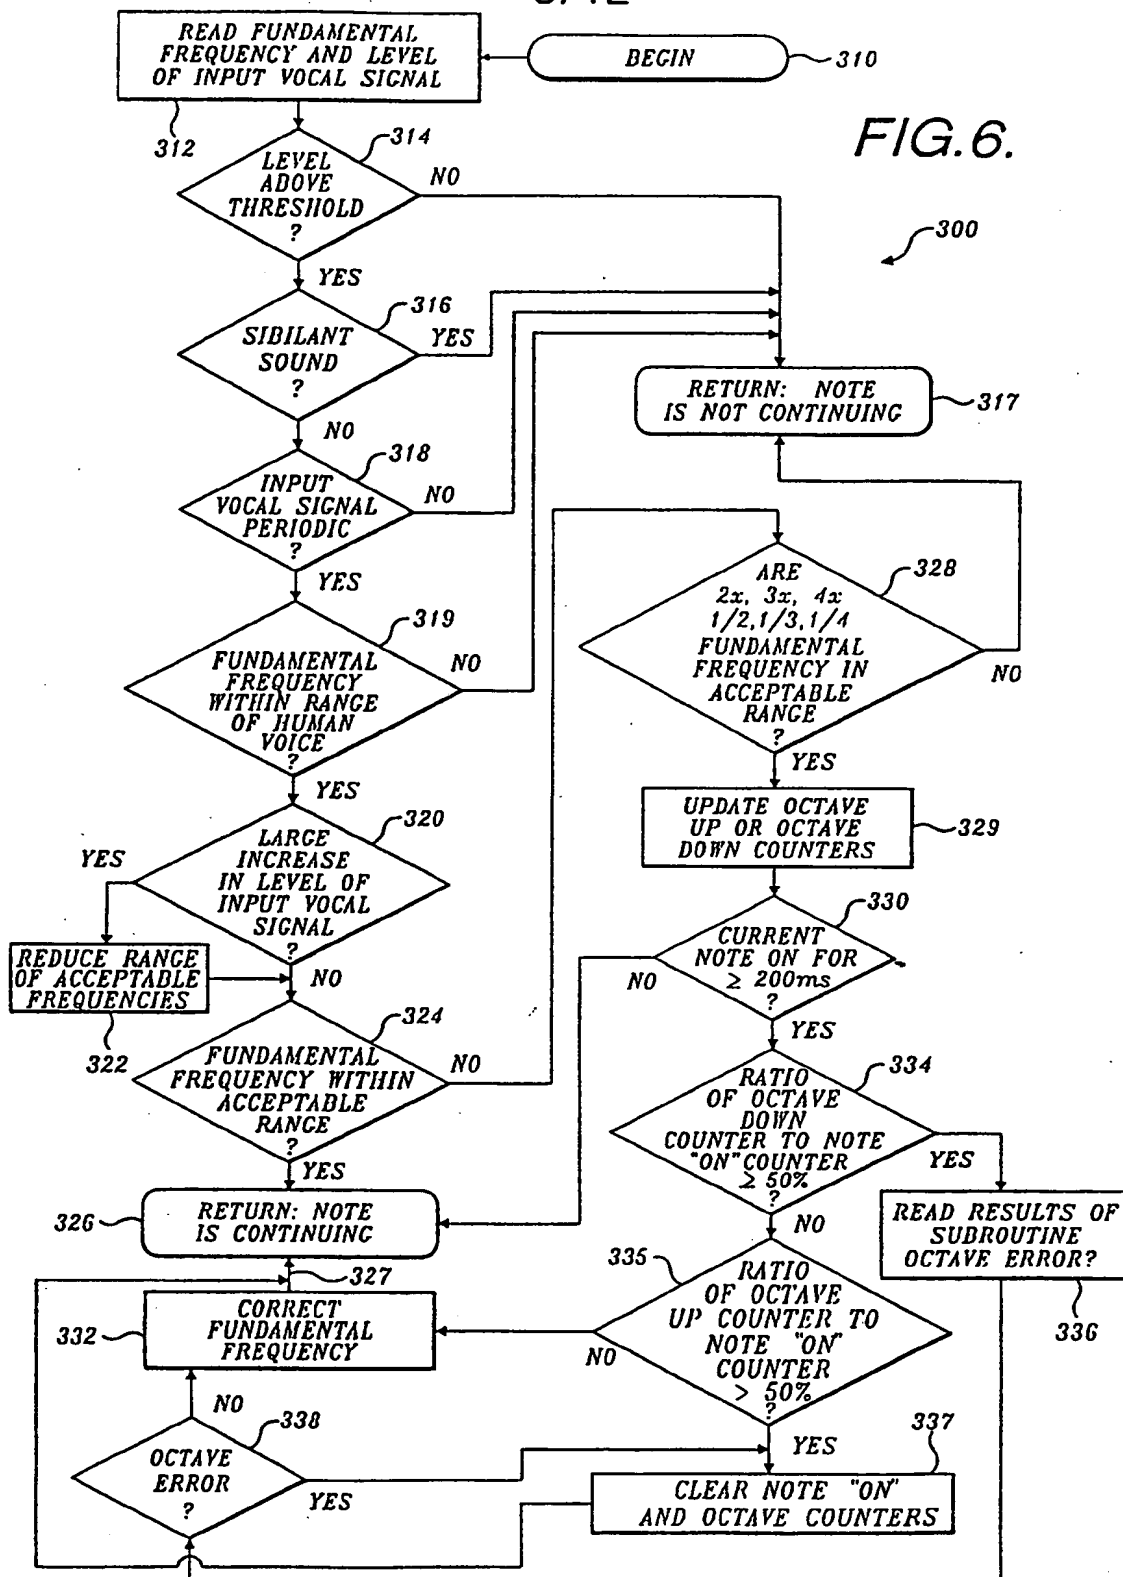 READ FUNDAMENTAL
FREQUENCY AND LEVEL
OF INPUT VOCAL SIGNAL
312
BEGIN
310
FIG.6.
300
314
LEVEL
ABOVE
THRESHOLD
?
NO
YES
316
SIBILANT
SOUND
?
YES
NO
RETURN: NOTE
IS NOT CONTINUING
317
318
INPUT
VOCAL SIGNAL
PERIODIC
?
NO
YES
319
FUNDAMENTAL
FREQUENCY
WITHIN RANGE
OF HUMAN
VOICE
?
NO
YES
328
ARE
2x, 3x, 4x
1/2,1/3,1/4
FUNDAMENTAL
FREQUENCY IN
ACCEPTABLE
RANGE
?
NO
YES
320
LARGE
INCREASE
IN LEVEL OF
INPUT VOCAL
SIGNAL
?
YES
NO
REDUCE RANGE
OF ACCEPTABLE
FREQUENCIES
322
UPDATE OCTAVE
UP OR OCTAVE
DOWN COUNTERS
329
330
CURRENT
NOTE ON FOR
≥ 200ms
?
NO
YES
324
FUNDAMENTAL
FREQUENCY WITHIN
ACCEPTABLE
RANGE
?
NO
YES
334
RATIO
OF OCTAVE
DOWN
COUNTER TO NOTE
"ON" COUNTER
≥ 50%
?
YES
NO
326
RETURN: NOTE
IS CONTINUING
327
READ RESULTS OF
SUBROUTINE
OCTAVE ERROR?
336
335
RATIO
OF OCTAVE
UP COUNTER TO
NOTE "ON"
COUNTER
> 50%
?
NO
YES
332
CORRECT
FUNDAMENTAL
FREQUENCY
NO
338
OCTAVE
ERROR
?
YES
337
CLEAR NOTE "ON"
AND OCTAVE COUNTERS